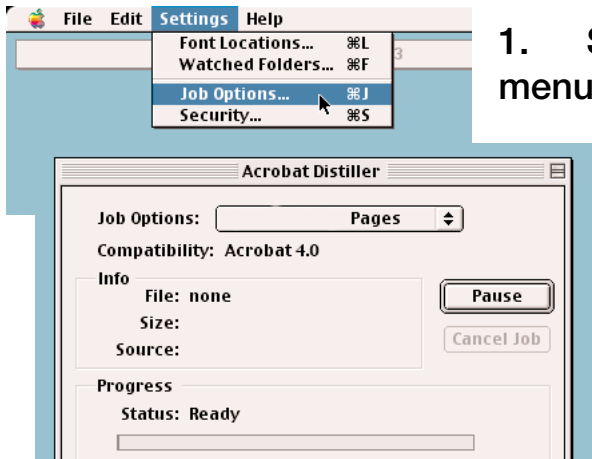 File Edit Settings Help
Font Locations... ⌘L
Watched Folders... ⌘F
3
Job Options... ⌘J
Security... ⌘S
1. S
menu
Acrobat Distiller
Job Options: Pages
Compatibility: Acrobat 4.0
Info
File: none
Size:
Source:
Pause
Cancel Job
Progress
Status: Ready